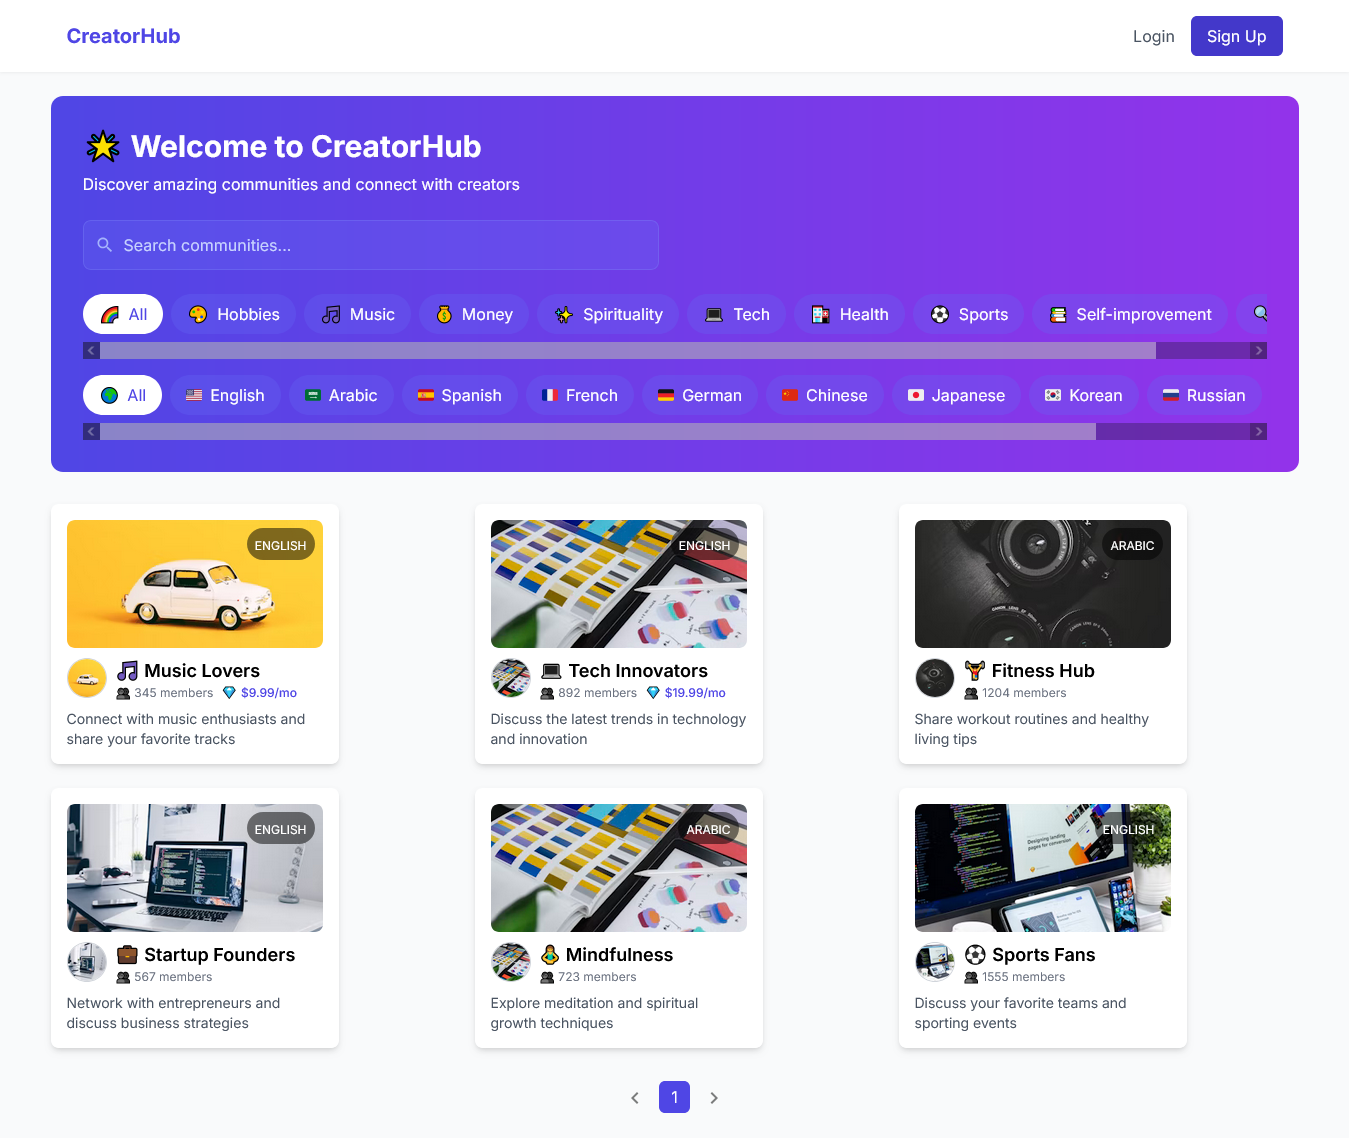 CreatorHub
Login
Sign Up
Welcome to CreatorHub
Discover amazing communities and connect with creators
Search communities...
All
Hobbies
Music
Money
Spirituality
Tech
Health
Sports
Self-improvement
All
English
Arabic
Spanish
French
German
Chinese
Japanese
Korean
Russian
ENGLISH
Music Lovers
345 members
$9.99/mo
Connect with music enthusiasts and
share your favorite tracks
ENGLISH
Tech Innovators
892 members
$19.99/mo
Discuss the latest trends in technology
and innovation
ARABIC
Fitness Hub
1204 members
Share workout routines and healthy
living tips
ENGLISH
Startup Founders
567 members
Network with entrepreneurs and
discuss business strategies
ARABIC
Mindfulness
723 members
Explore meditation and spiritual
growth techniques
ENGLISH
Designing landing
pages for conversion
Sports Fans
1555 members
Discuss your favorite teams and
sporting events
1